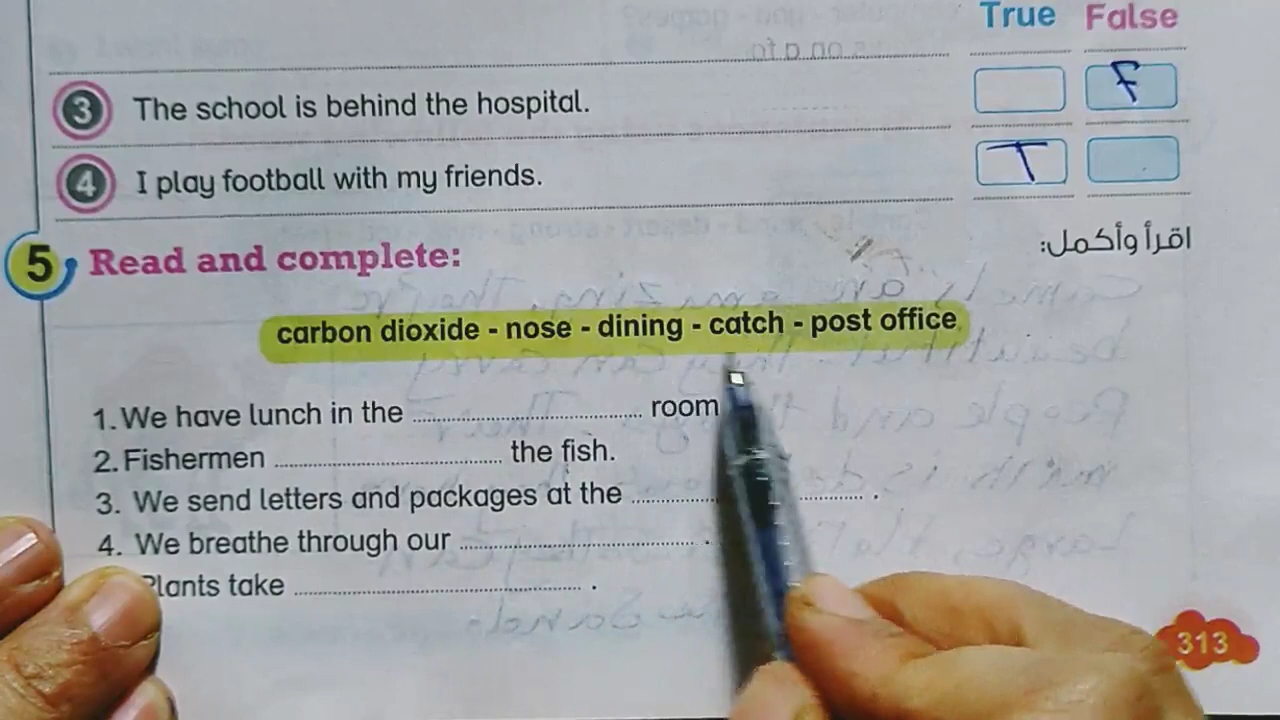 True False
3 The school is behind the hospital. F
4 I play football with my friends. T
5 Read and complete: اقرأ وأكمل:
carbon dioxide - nose - dining - catch - post office
1. We have lunch in the .................... room
2. Fishermen .................... the fish.
3. We send letters and packages at the .................... .
4. We breathe through our .................... .
Plants take .................... .
313